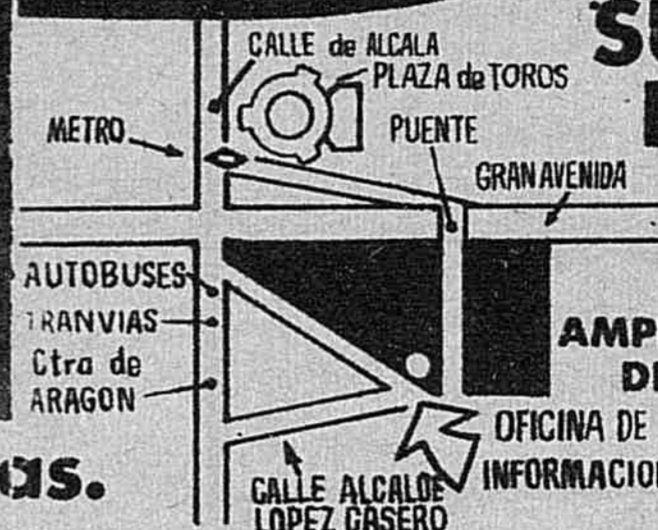 CALLE de ALCALA
PLAZA de TOROS
METRO
PUENTE
GRAN AVENIDA
AUTOBUSES
TRANVIAS
Ctra de
ARAGON
as.
OFICINA DE
INFORMACIO
CALLE ALCALDE
LOPEZ CASERO
AMP